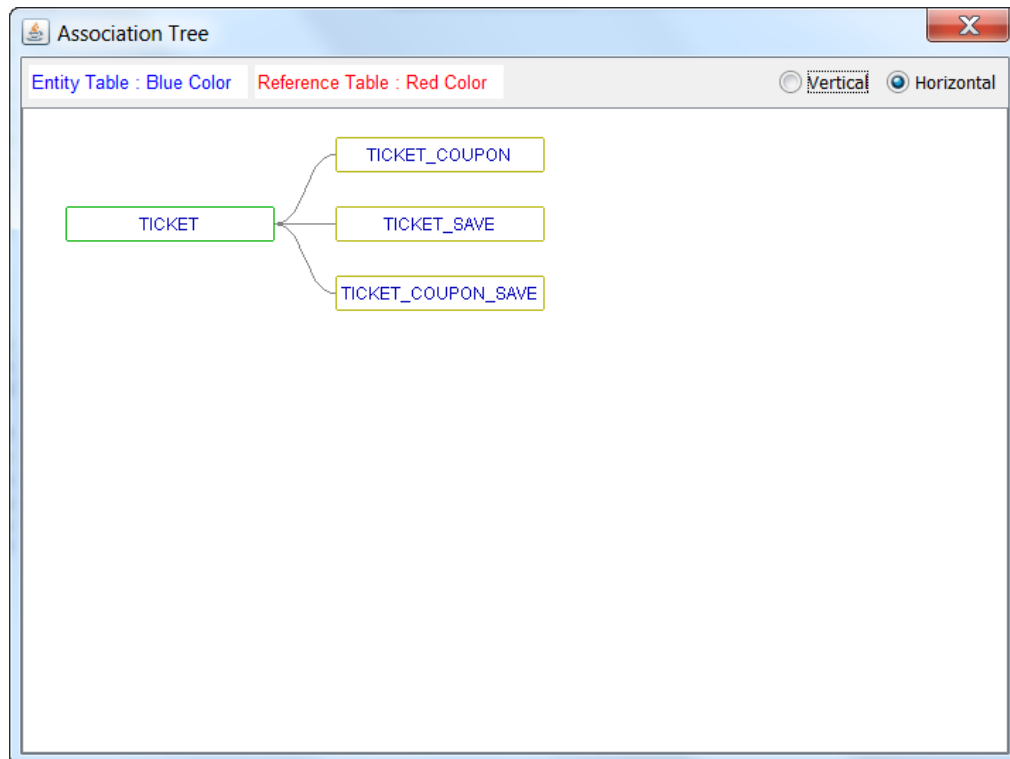 Association Tree
Entity Table : Blue Color Reference Table : Red Color Vertical Horizontal
TICKET_COUPON
TICKET TICKET_SAVE
TICKET_COUPON_SAVE